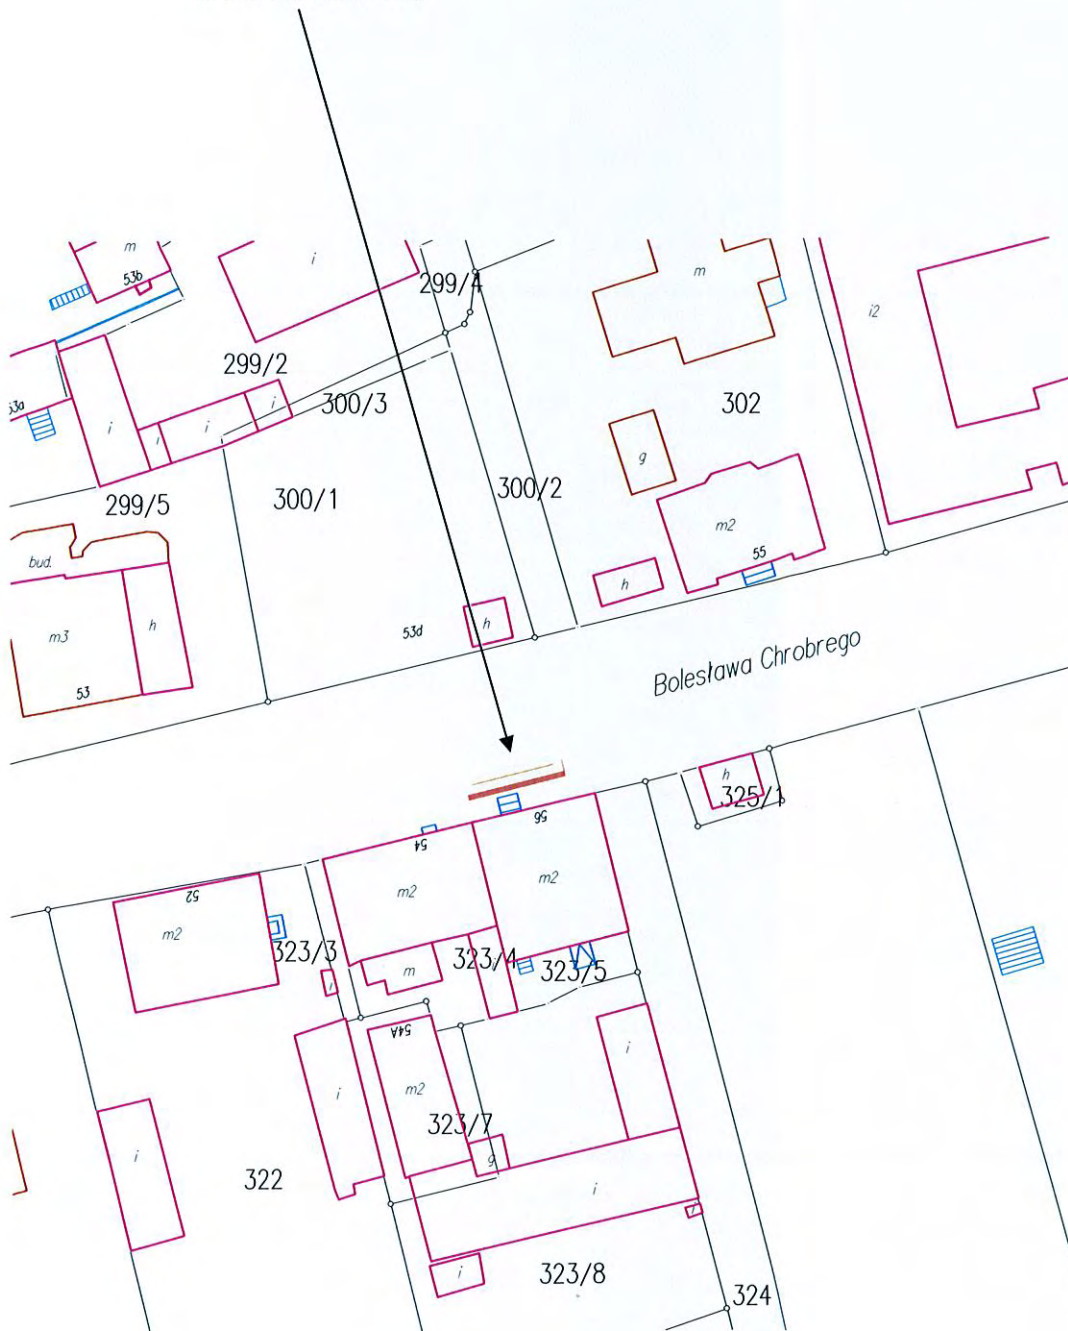 m
53b
i
299/4
m
i2
299/2
53a
i
300/3
302
i
i
i
g
300/1
300/2
299/5
m2
55
bud.
h
m3
h
53d
h
53
Bolesława Chrobrego
h
325/1
56
54
m2
m2
52
m2
323/3
m
323/4
i
323/5
i
54A
i
i
m2
323/7
i
g
322
i
i
i
323/8
324